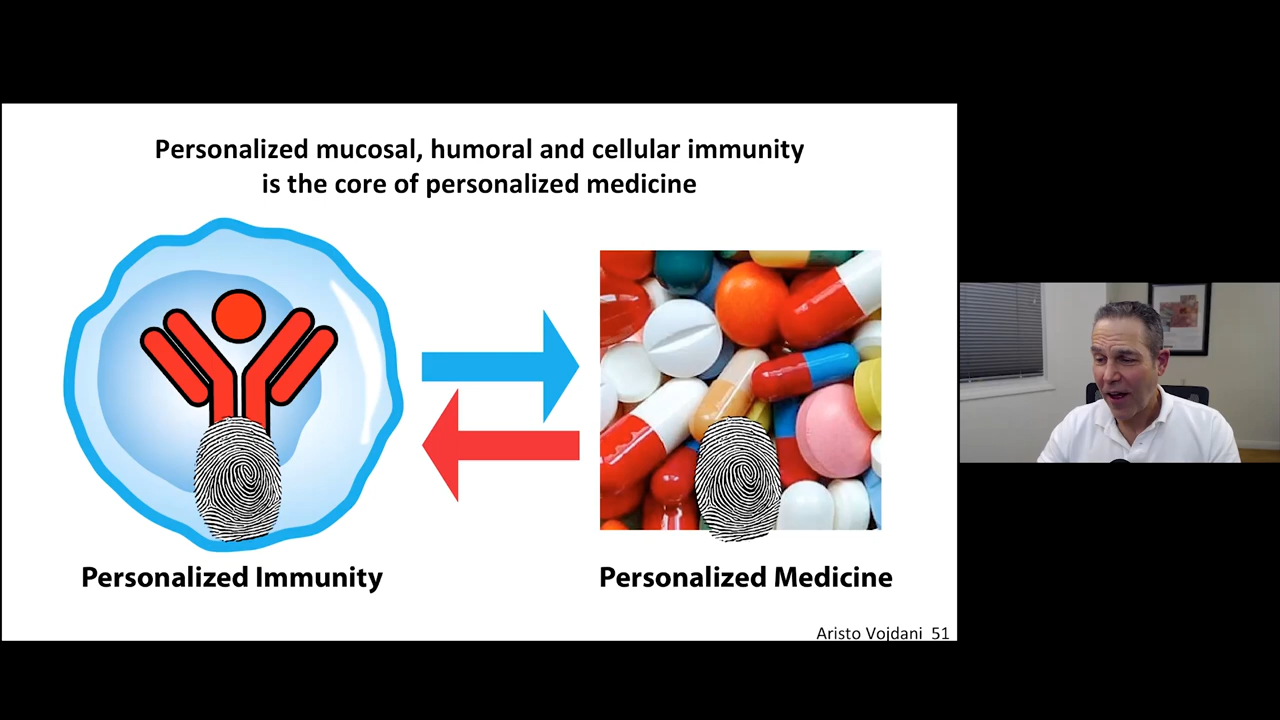 Personalized mucosal, humoral and cellular immunity
is the core of personalized medicine
Personalized Immunity
Personalized Medicine
Aristo Vojdani 51